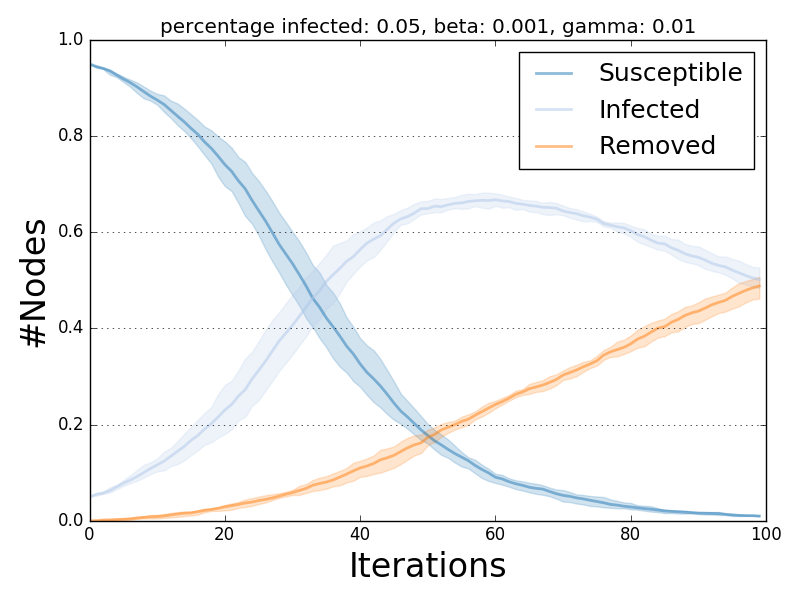 percentage infected: 0.05, beta: 0.001, gamma: 0.01
Susceptible
Infected
Removed
#Nodes
1.0
0.8
0.6
0.4
0.2
0.0
0 20 40 60 80 100
Iterations